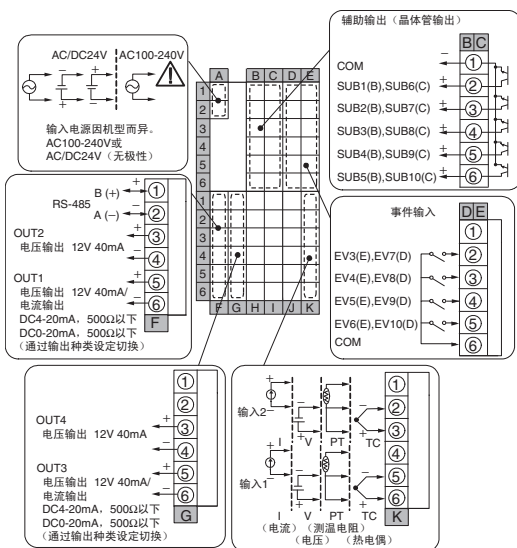 AC/DC24V AC100-240V
输入电源因机型而异。
AC100-240V或
AC/DC24V（无极性）
A B C D E
1
2
3
4
5
6
1
2
3
4
5
6
F G H I J K
辅助输出（晶体管输出）
B C
COM − ①
SUB1(B),SUB6(C) + ②
SUB2(B),SUB7(C) + ③
SUB3(B),SUB8(C) + ④
SUB4(B),SUB9(C) + ⑤
SUB5(B),SUB10(C) + ⑥
B (+) ①
RS-485
A (−) ②
OUT2 + ③
电压输出 12V 40mA
− ④
OUT1 + ⑤
电压输出 12V 40mA/
电流输出 − ⑥
DC4-20mA，500Ω以下
DC0-20mA，500Ω以下
（通过输出种类设定切换）
F
事件输入
D E
①
EV3(E),EV7(D) ②
EV4(E),EV8(D) ③
EV5(E),EV9(D) ④
EV6(E),EV10(D) ⑤
COM ⑥
①
②
OUT4 + ③
电压输出 12V 40mA
− ④
OUT3 + ⑤
电压输出 12V 40mA/
电流输出 − ⑥
DC4-20mA，500Ω以下
DC0-20mA，500Ω以下
（通过输出种类设定切换）
G
①
②
③
④
⑤
⑥
K
输入2
I V PT TC
输入1
I V PT TC
（电流）（测温电阻）
（电压）（热电偶）